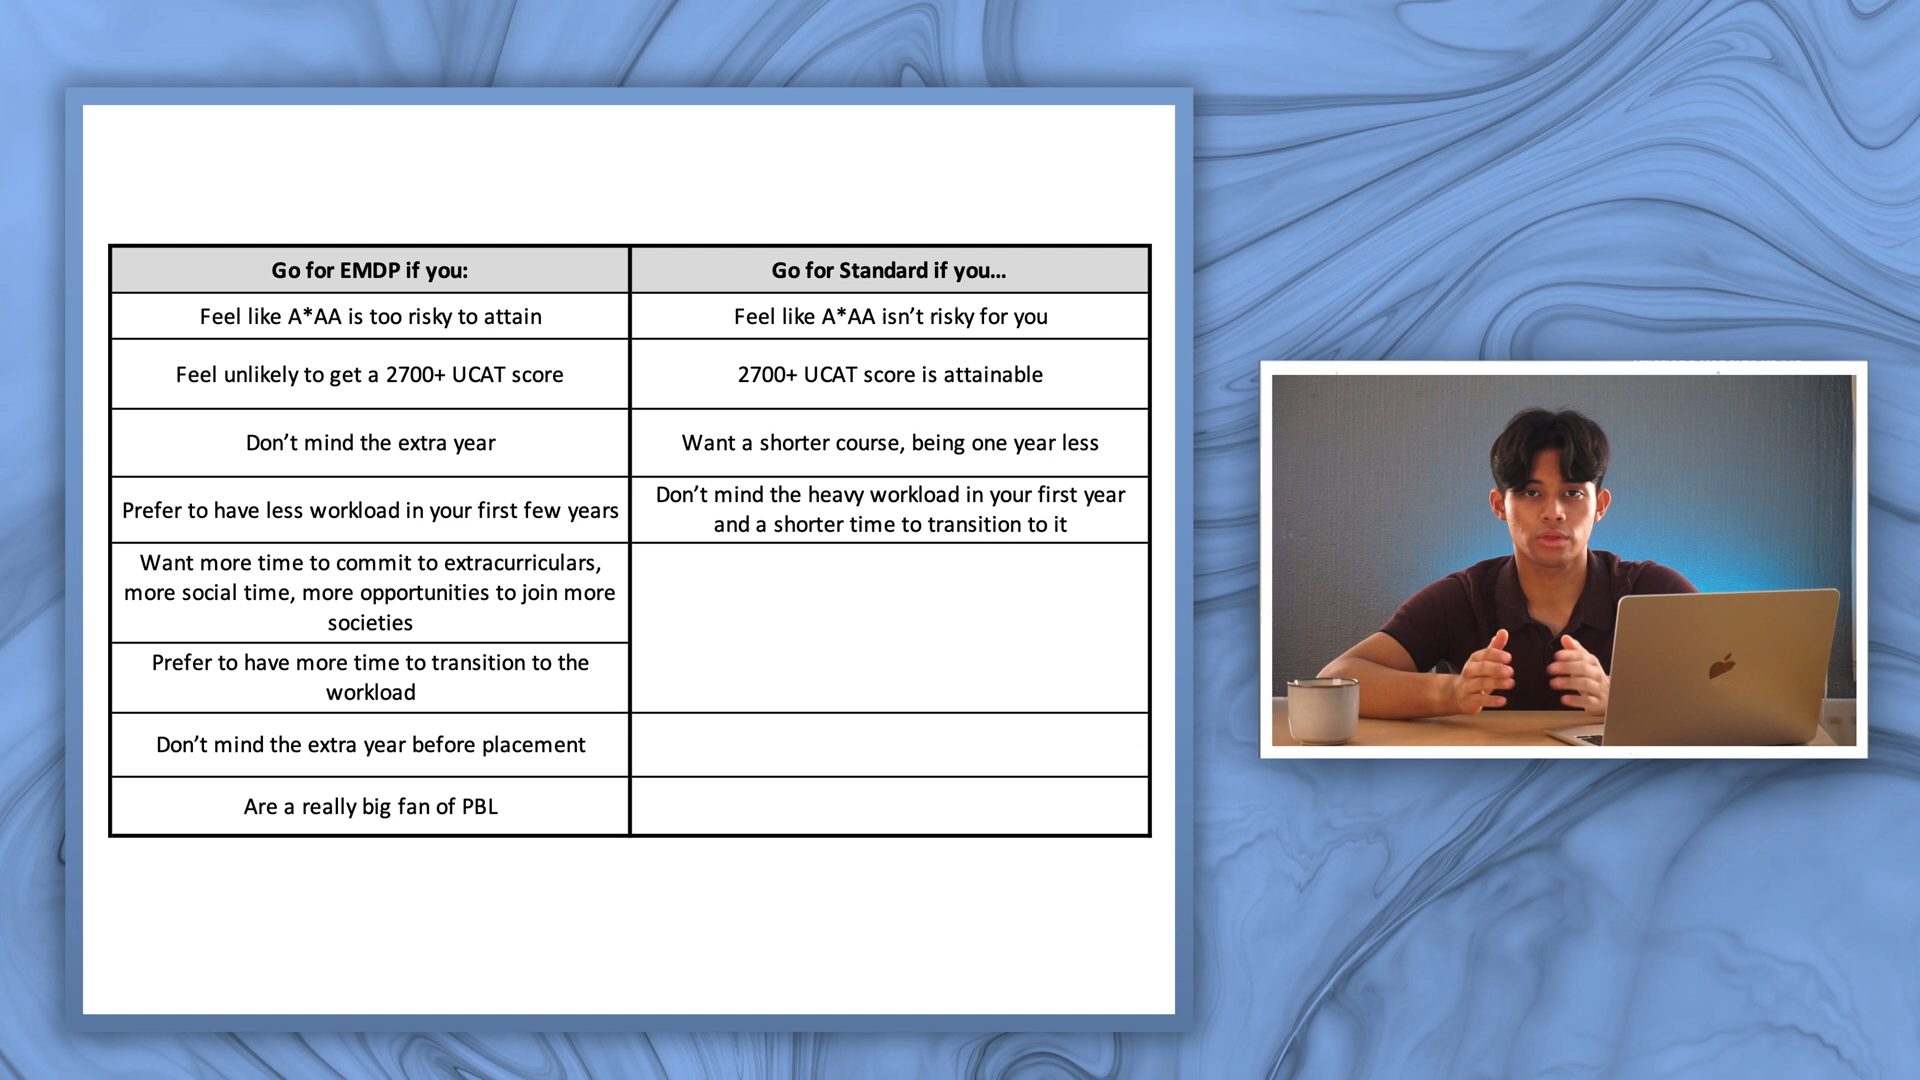 Go for EMDP if you:
Go for Standard if you...
Feel like A*AA is too risky to attain
Feel like A*AA isn’t risky for you
Feel unlikely to get a 2700+ UCAT score
2700+ UCAT score is attainable
Don’t mind the extra year
Want a shorter course, being one year less
Prefer to have less workload in your first few years
Don’t mind the heavy workload in your first year
and a shorter time to transition to it
Want more time to commit to extracurriculars,
more social time, more opportunities to join more
societies
Prefer to have more time to transition to the
workload
Don’t mind the extra year before placement
Are a really big fan of PBL